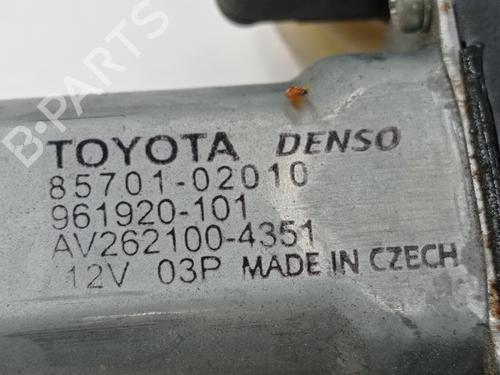 B-PARTS
TOYOTA DENSO
85701-02010
961920-101
AV262100-4351
12V 03P MADE IN CZECH